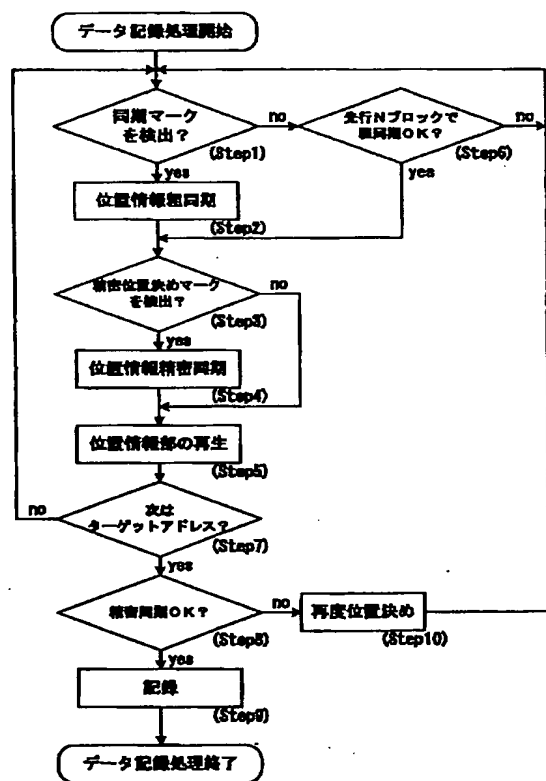 データ記録処理開始
同期マーク
を検出？
(Step1)
no
yes
先行Nブロックで
粗同期OK？
(Step6)
no
yes
位置情報粗同期
(Step2)
精密位置決めマーク
を検出？
(Step3)
no
yes
位置情報精密同期
(Step4)
位置情報部の再生
(Step5)
次は
ターゲットアドレス？
(Step7)
no
yes
精密同期OK？
(Step8)
no
yes
再度位置決め
(Step10)
記録
(Step9)
データ記録処理終了